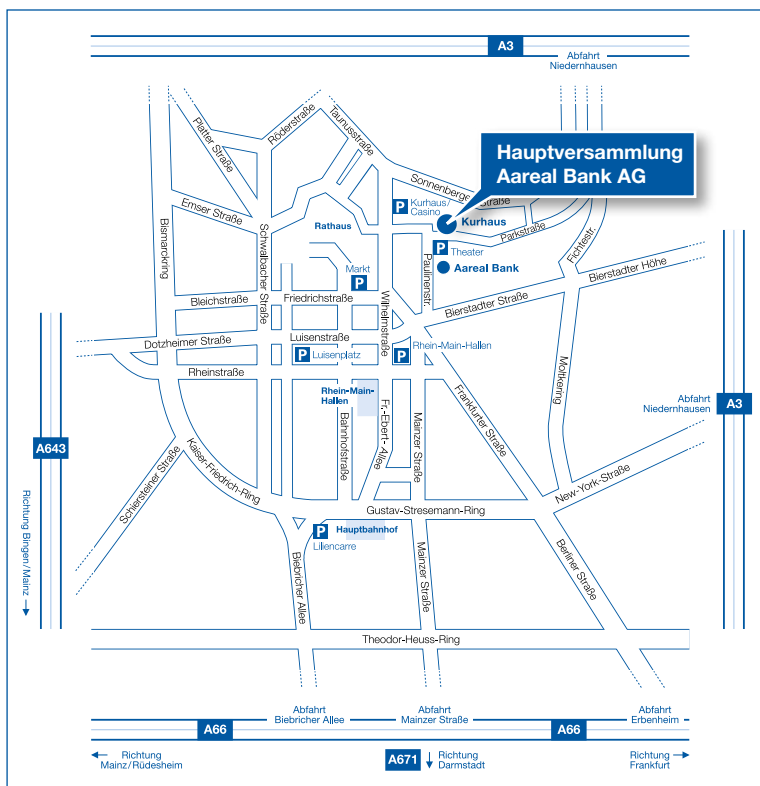 A3
Abfahrt
Niedernhausen
Hauptversammlung
Aareal Bank AG
Platter Straße
Röderstraße
Taunusstraße
Sonnenberger Straße
Kurhaus/
Casino
P
Kurhaus
Emser Straße
Rathaus
Parkstraße
Fichtestr.
Bismarckring
Schwalbacher Straße
P
Theater
Aareal Bank
Paulinenstr.
Markt
P
Bierstadter Höhe
Bierstadter Straße
Bleichstraße
Friedrichstraße
Wilhelmstraße
Dotzheimer Straße
Luisenstraße
P
Luisenplatz
P
Rhein-Main-Hallen
Rheinstraße
Moltkering
Rhein-Main-
Hallen
Frankfurter Straße
Abfahrt
Niedernhausen
A3
A643
Bahnhofstraße
Fr.-Ebert- Allee
Mainzer Straße
Schiersteiner Straße
Kaiser-Friedrich-Ring
New-York-Straße
Gustav-Stresemann-Ring
Richtung Bingen/Mainz
P
Liliencarre
Hauptbahnhof
Biebricher Allee
Mainzer Straße
Berliner Straße
Theodor-Heuss-Ring
Abfahrt
Biebricher Allee
Abfahrt
Mainzer Straße
Abfahrt
Erbenheim
A66
A66
Richtung
Mainz/Rüdesheim
A671
Richtung
Darmstadt
Richtung
Frankfurt